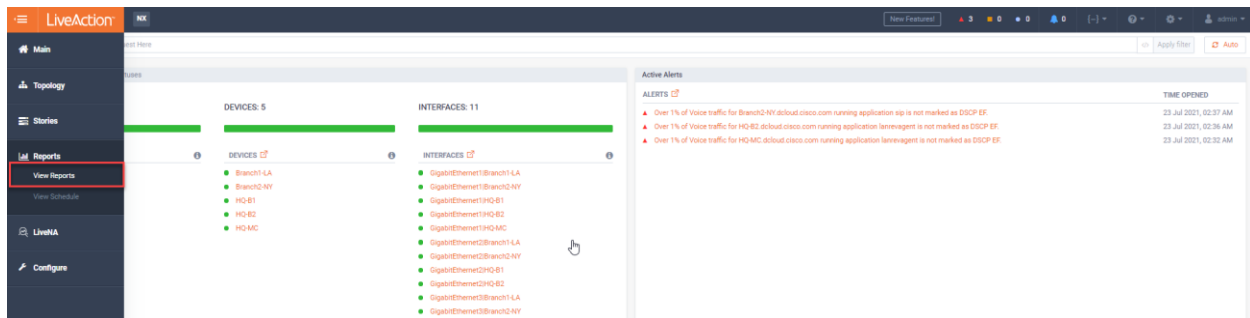 LiveAction
NX
New Features!
3
0
0
0
[-]
admin
Main
est Here
Apply filter
Auto
Topology
tuses
Active Alerts
ALERTS
TIME OPENED
DEVICES: 5
INTERFACES: 11
Over 1% of Voice traffic for Branch2-NY.dcloud.cisco.com running application sip is not marked as DSCP EF.
23 Jul 2021, 02:37 AM
Stories
Over 1% of Voice traffic for HQ-B2.dcloud.cisco.com running application lanrevagent is not marked as DSCP EF.
23 Jul 2021, 02:36 AM
Over 1% of Voice traffic for HQ-MC.dcloud.cisco.com running application lanrevagent is not marked as DSCP EF.
23 Jul 2021, 02:32 AM
Reports
DEVICES
INTERFACES
View Reports
Branch1-LA
GigabitEthernet1|Branch1-LA
Branch2-NY
GigabitEthernet1|Branch2-NY
View Schedule
HQ-B1
GigabitEthernet1|HQ-B1
HQ-B2
GigabitEthernet1|HQ-B2
HQ-MC
GigabitEthernet1|HQ-MC
LiveNA
GigabitEthernet2|Branch1-LA
GigabitEthernet2|Branch2-NY
Configure
GigabitEthernet2|HQ-B1
GigabitEthernet2|HQ-B2
GigabitEthernet3|Branch1-LA
GigabitEthernet3|Branch2-NY